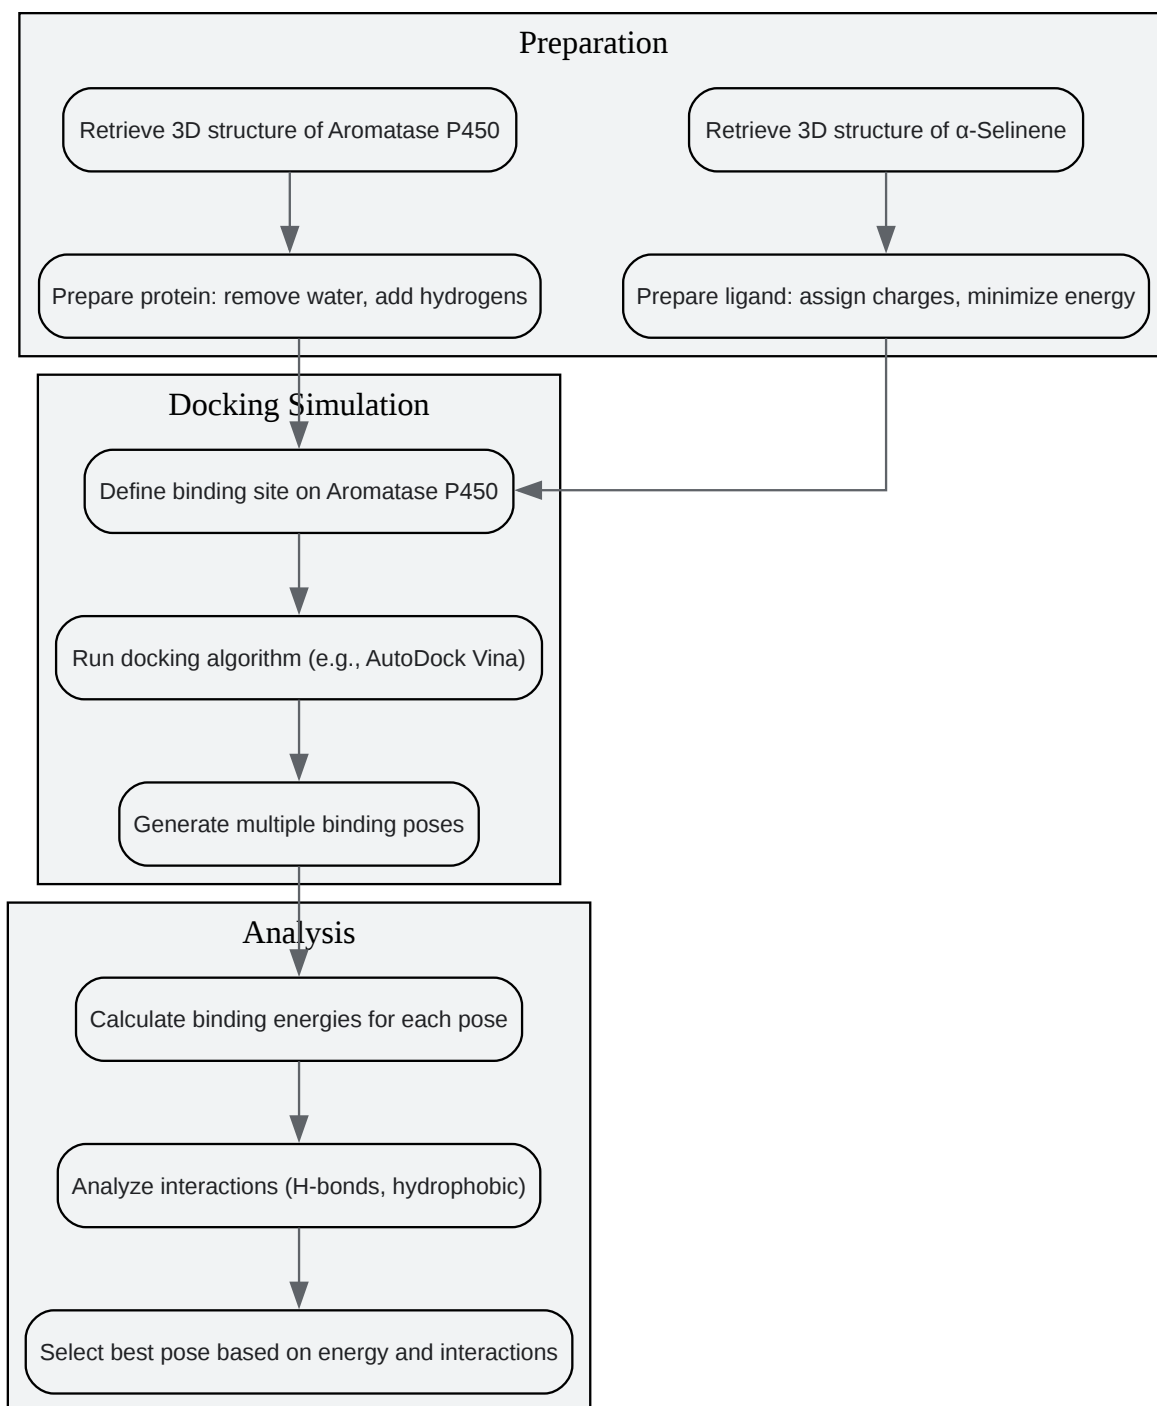 Preparation
Retrieve 3D structure of Aromatase P450
Retrieve 3D structure of α-Selinene
Prepare protein: remove water, add hydrogens
Prepare ligand: assign charges, minimize energy
Docking Simulation
Define binding site on Aromatase P450
Run docking algorithm (e.g., AutoDock Vina)
Generate multiple binding poses
Analysis
Calculate binding energies for each pose
Analyze interactions (H-bonds, hydrophobic)
Select best pose based on energy and interactions